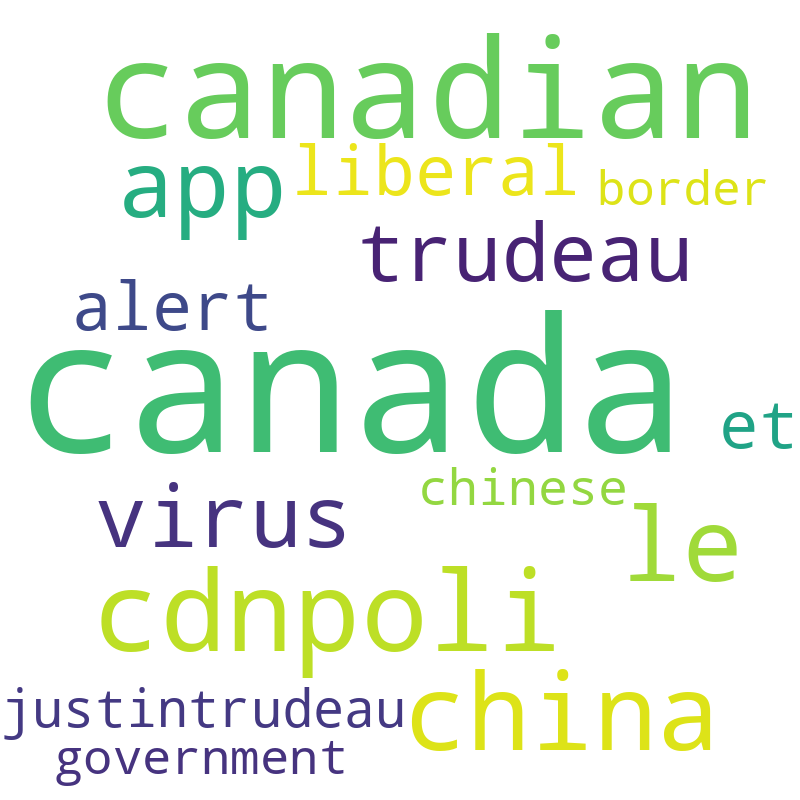 canadian
app liberal border
trudeau
alert
canada
et
chinese
virus le
cdnpoli
justintrudeau china
government